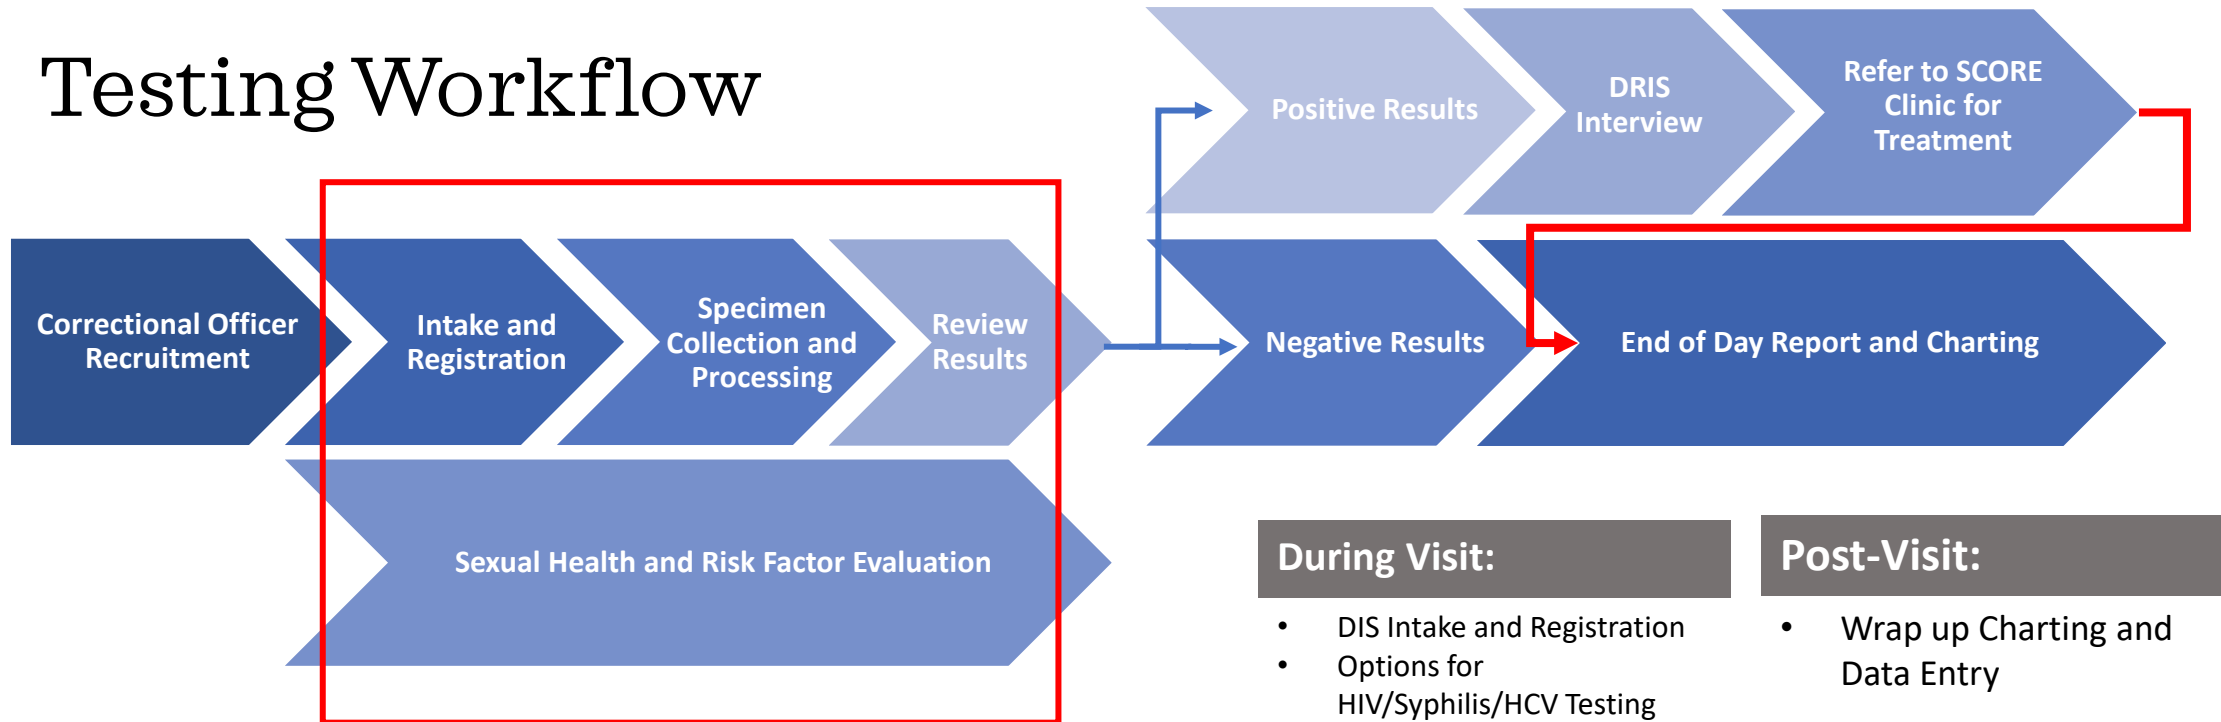 Testing Workflow
Positive Results
DRIS
Interview
Refer to SCORE
Clinic for
Treatment
Correctional Officer
Recruitment
Intake and
Registration
Specimen
Collection and
Processing
Review
Results
Negative Results
End of Day Report and Charting
Sexual Health and Risk Factor Evaluation
During Visit:
• DIS Intake and Registration
• Options for
HIV/Syphilis/HCV Testing
Post-Visit:
• Wrap up Charting and
Data Entry